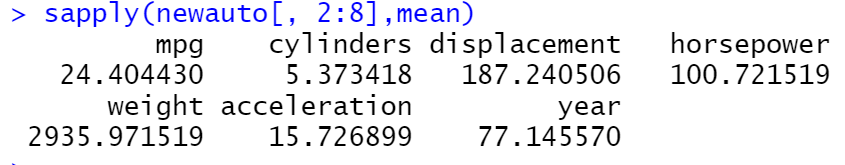 > sapply(newauto[, 2:8],mean)
mpg cylinders displacement horsepower
24.404430 5.373418 187.240506 100.721519
weight acceleration year
2935.971519 15.726899 77.145570